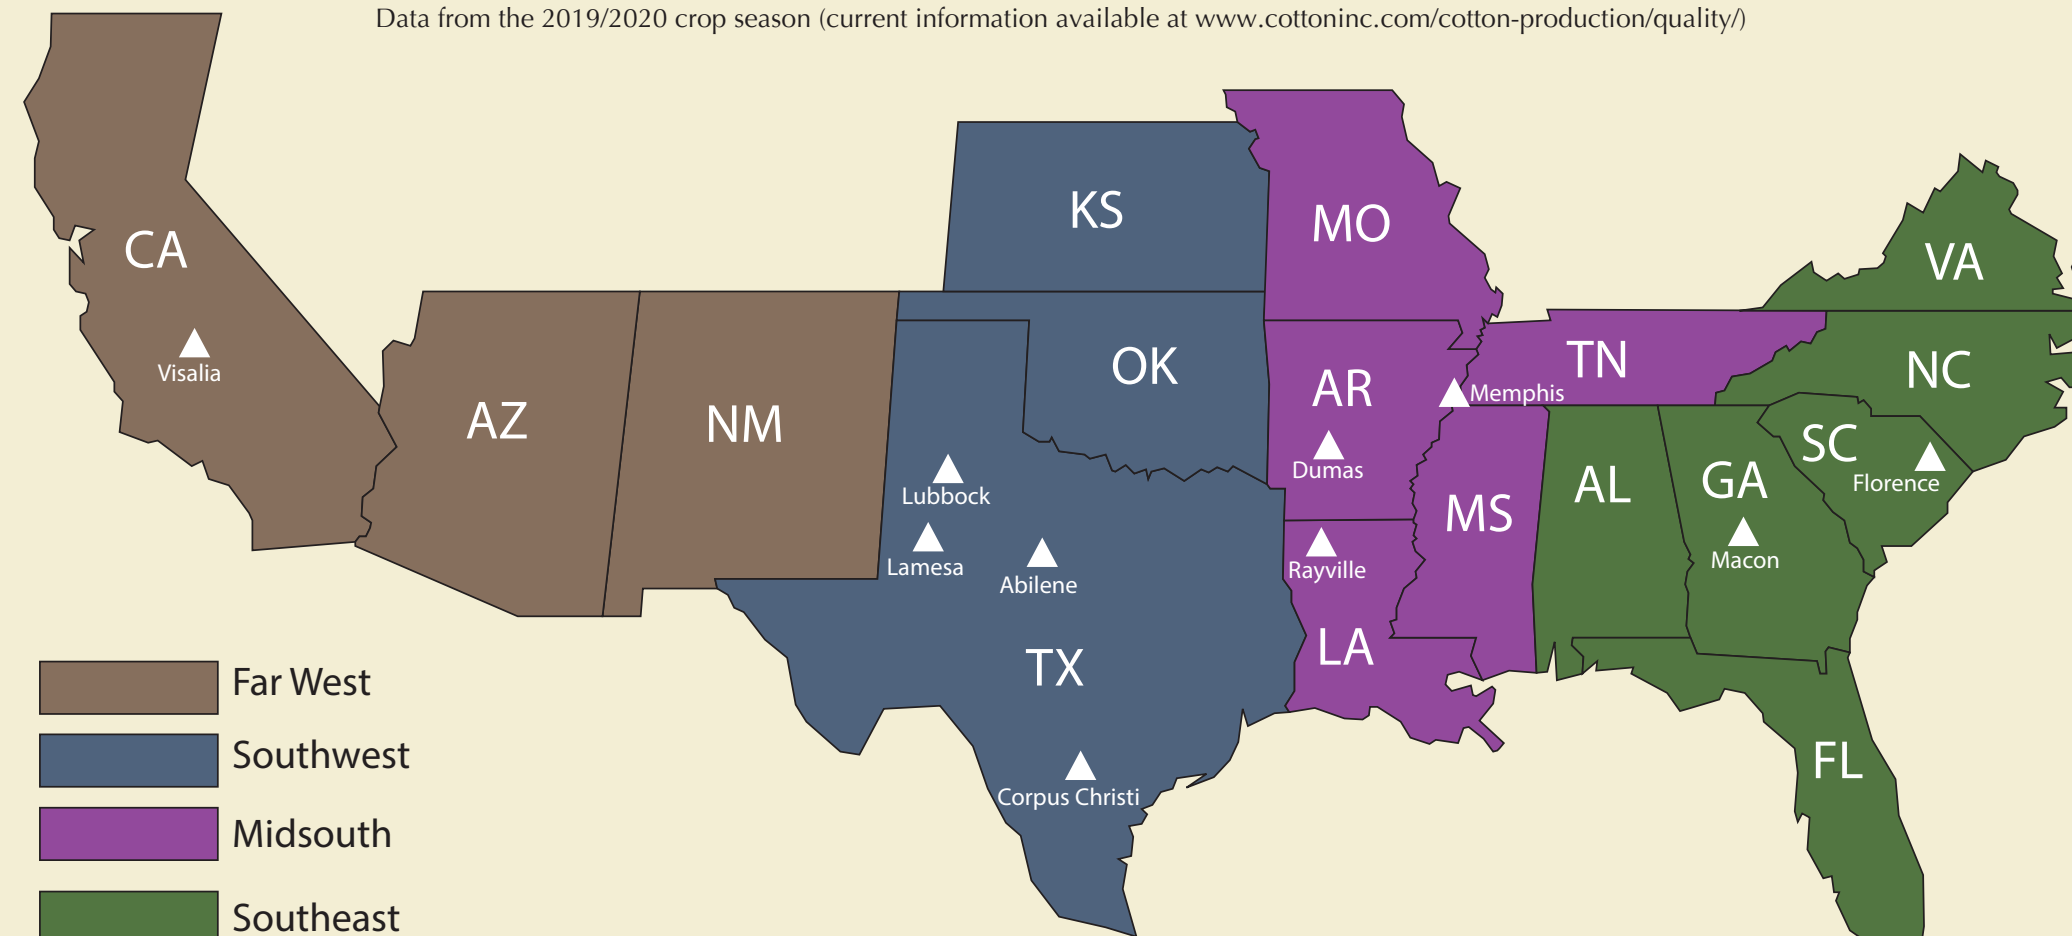 Data from the 2019/2020 crop season (current information available at www.cottoninc.com/cotton-production/quality/)
CA
Visalia
AZ
NM
KS
OK
Lubbock
Lamesa
Abilene
TX
Corpus Christi
MO
AR
Dumas
Memphis
TN
Rayville
LA
MS
AL
GA
Macon
SC
Florence
NC
VA
FL
Far West
Southwest
Midsouth
Southeast